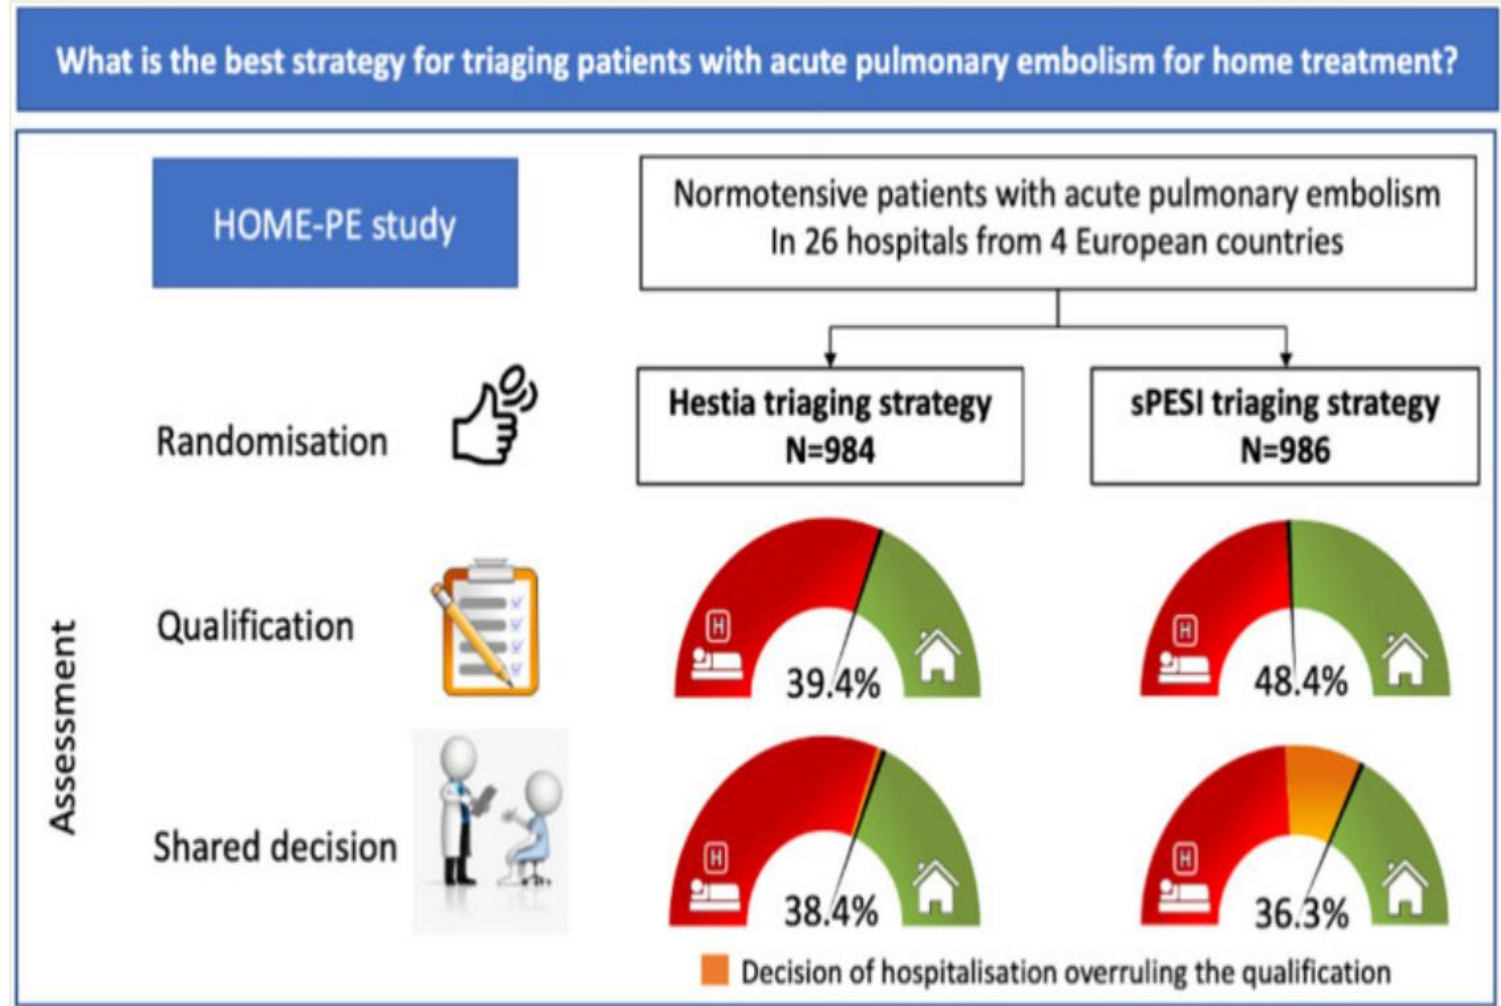 What is the best strategy for triaging patients with acute pulmonary embolism for home treatment?
HOME-PE study
Normotensive patients with acute pulmonary embolism
In 26 hospitals from 4 European countries
Randomisation
Hestia triaging strategy
N=984
sPESI triaging strategy
N=986
Assessment
Qualification
H
39.4%
H
48.4%
Shared decision
H
38.4%
H
36.3%
Decision of hospitalisation overruling the qualification